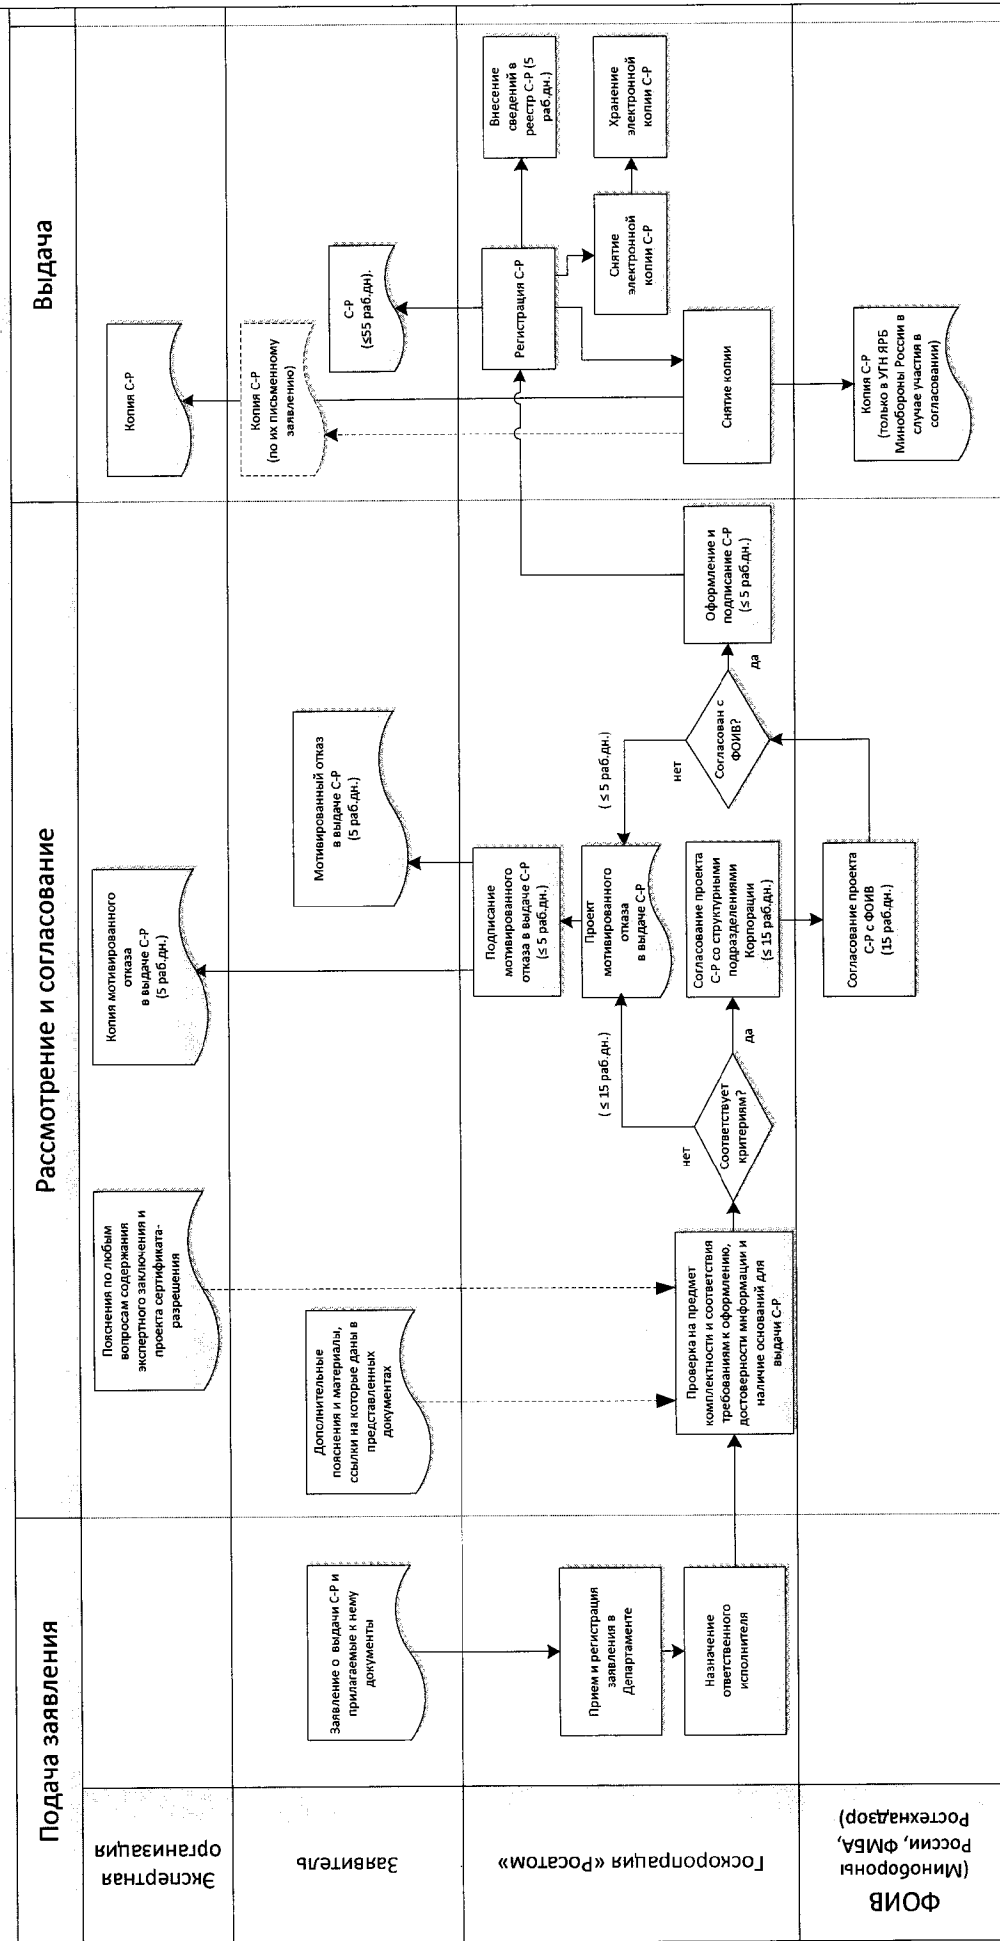 Подача заявления
Рассмотрение и согласование
Выдача
Экспертная
организация
Пояснения по любым
вопросам содержания
экспертного заключения и
проекта сертификата-
разрешения
Копия мотивированного
отказа
в выдаче С-Р
(5 раб.дн.)
Копия С-Р
Заявитель
Заявление о выдачи С-Р и
прилагаемые к нему
документы
Дополнительные
пояснения и материалы,
ссылки на которые даны в
представленных
документах
Мотивированный отказ
в выдаче С-Р
(5 раб.дн.)
Копия С-Р
(по их письменному
заявлению)
С-Р
(≤55 раб.дн).
Госкоропрация «Росатом»
Прием и регистрация
заявления в
Департаменте
Назначение
ответственного
исполнителя
Проверка на предмет
комплектности и соответствия
требованиям к оформлению,
достоверности мнформации и
наличие оснований для
выдачи С-Р
Соответствует
критериям?
нет
да
( ≤ 15 раб.дн.)
Подписание
мотивированного
отказа в выдаче С-Р
(≤ 5 раб.дн.)
Проект
мотивированного
отказа
в выдаче С-Р
Согласование проекта
С-Р со структурными
подразделениями
Корпорации
(≤ 15 раб.дн.)
( ≤ 5 раб.дн.)
нет
Согласован с
ФОИВ?
да
Оформление и
подписание С-Р
(≤ 5 раб.дн.)
Регистрация С-Р
Внесение
сведений в
реестр С-Р (5
раб.дн.)
Снятие
электронной
копии С-Р
Хранение
электронной
копии С-Р
Снятие копии
ФОИВ
(Минобороны
России, ФМБА,
Ростехнадзор)
Согласование проекта
С-Р с ФОИВ
(15 раб.дн.)
Копия С-Р
(только в УГН ЯРБ
Минобороны России в
случае участия в
согласовании)